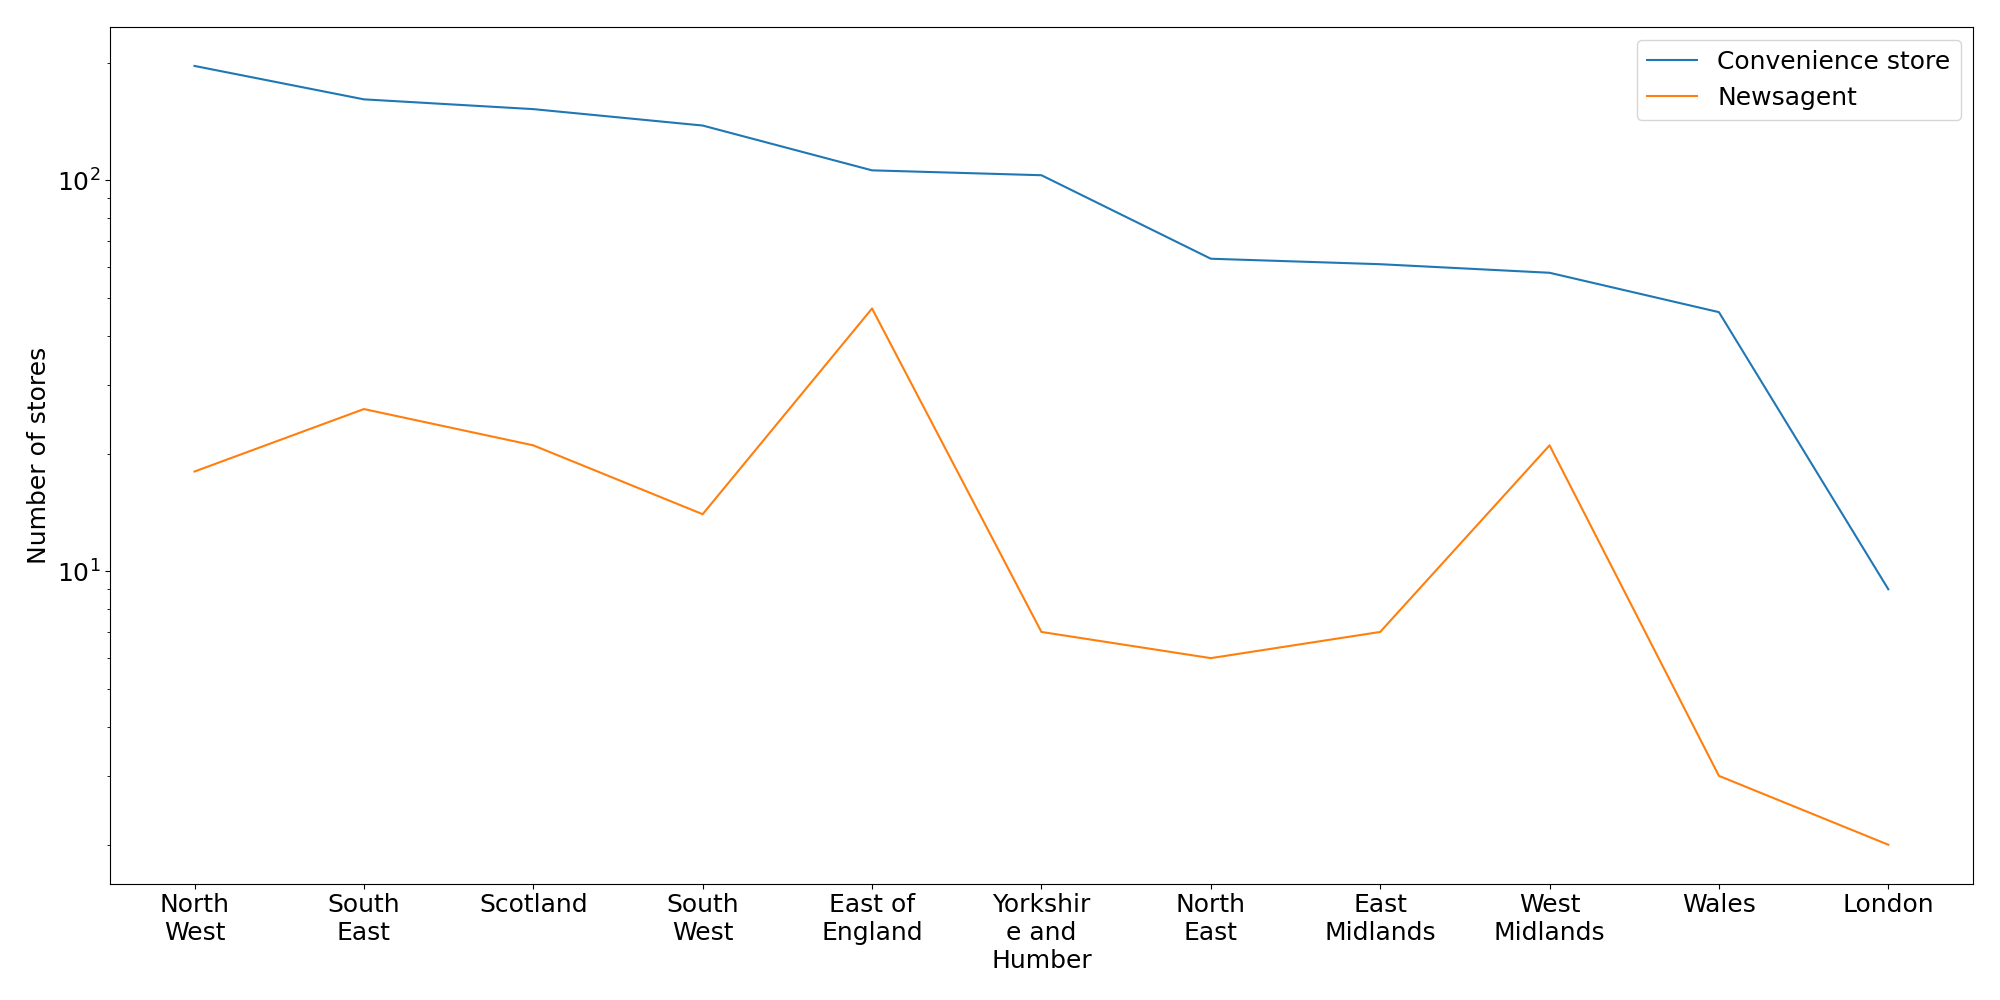 Convenience store
Newsagent
10²
10¹
Number of stores
North
West
South
East
Scotland
South
West
East of
England
Yorkshir
e and
Humber
North
East
East
Midlands
West
Midlands
Wales
London